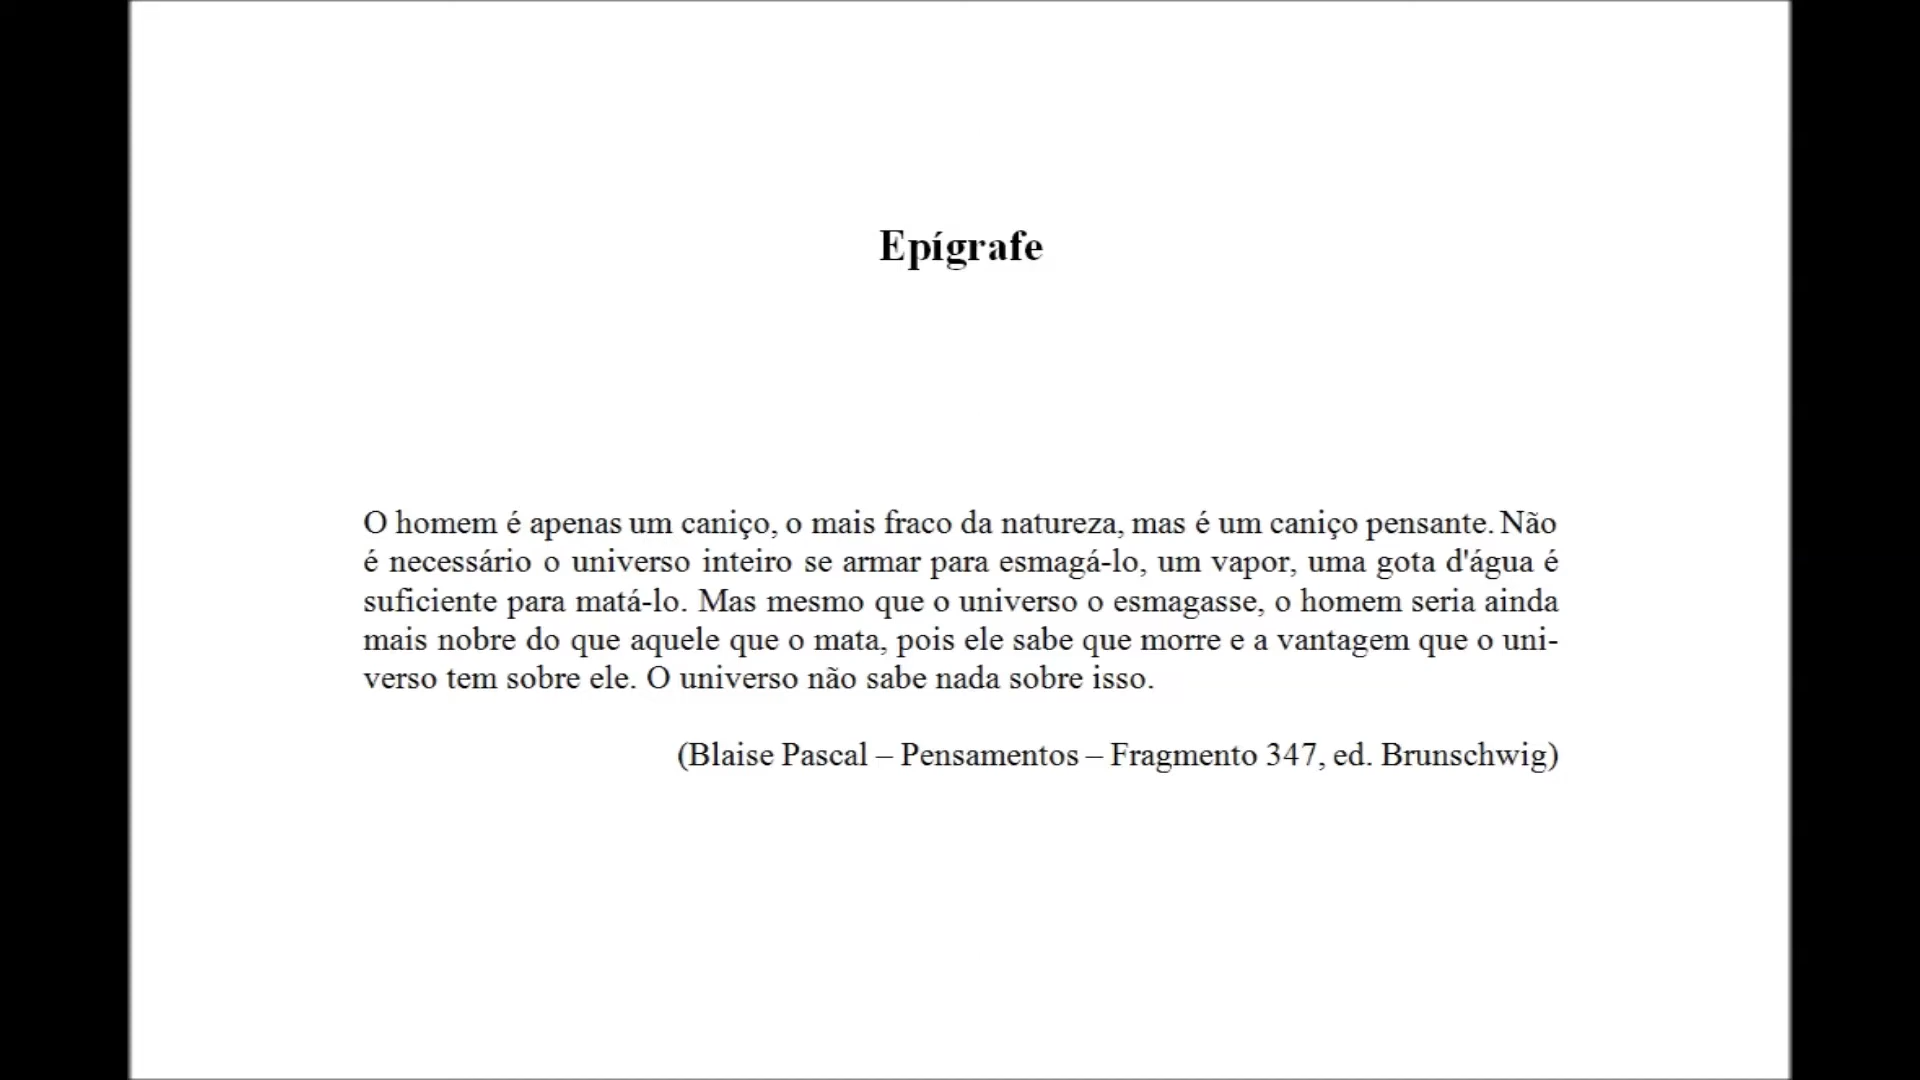 Epígrafe
O homem é apenas um caniço, o mais fraco da natureza, mas é um caniço pensante. Não
é necessário o universo inteiro se armar para esmagá-lo, um vapor, uma gota d'água é
suficiente para matá-lo. Mas mesmo que o universo o esmagasse, o homem seria ainda
mais nobre do que aquele que o mata, pois ele sabe que morre e a vantagem que o uni-
verso tem sobre ele. O universo não sabe nada sobre isso.
(Blaise Pascal – Pensamentos – Fragmento 347, ed. Brunschwig)